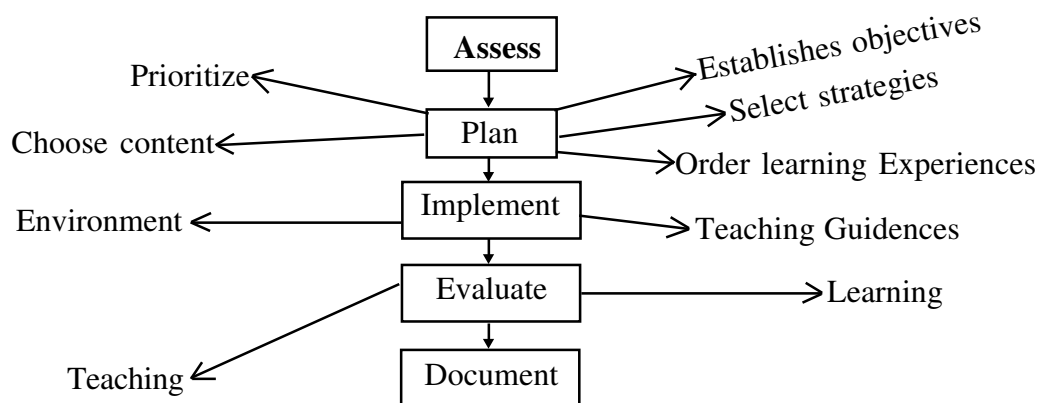 Assess
Establishes objectives
Prioritize
Select strategies
Plan
Choose content
Order learning Experiences
Implement
Environment
Teaching Guidences
Evaluate
Learning
Teaching
Document